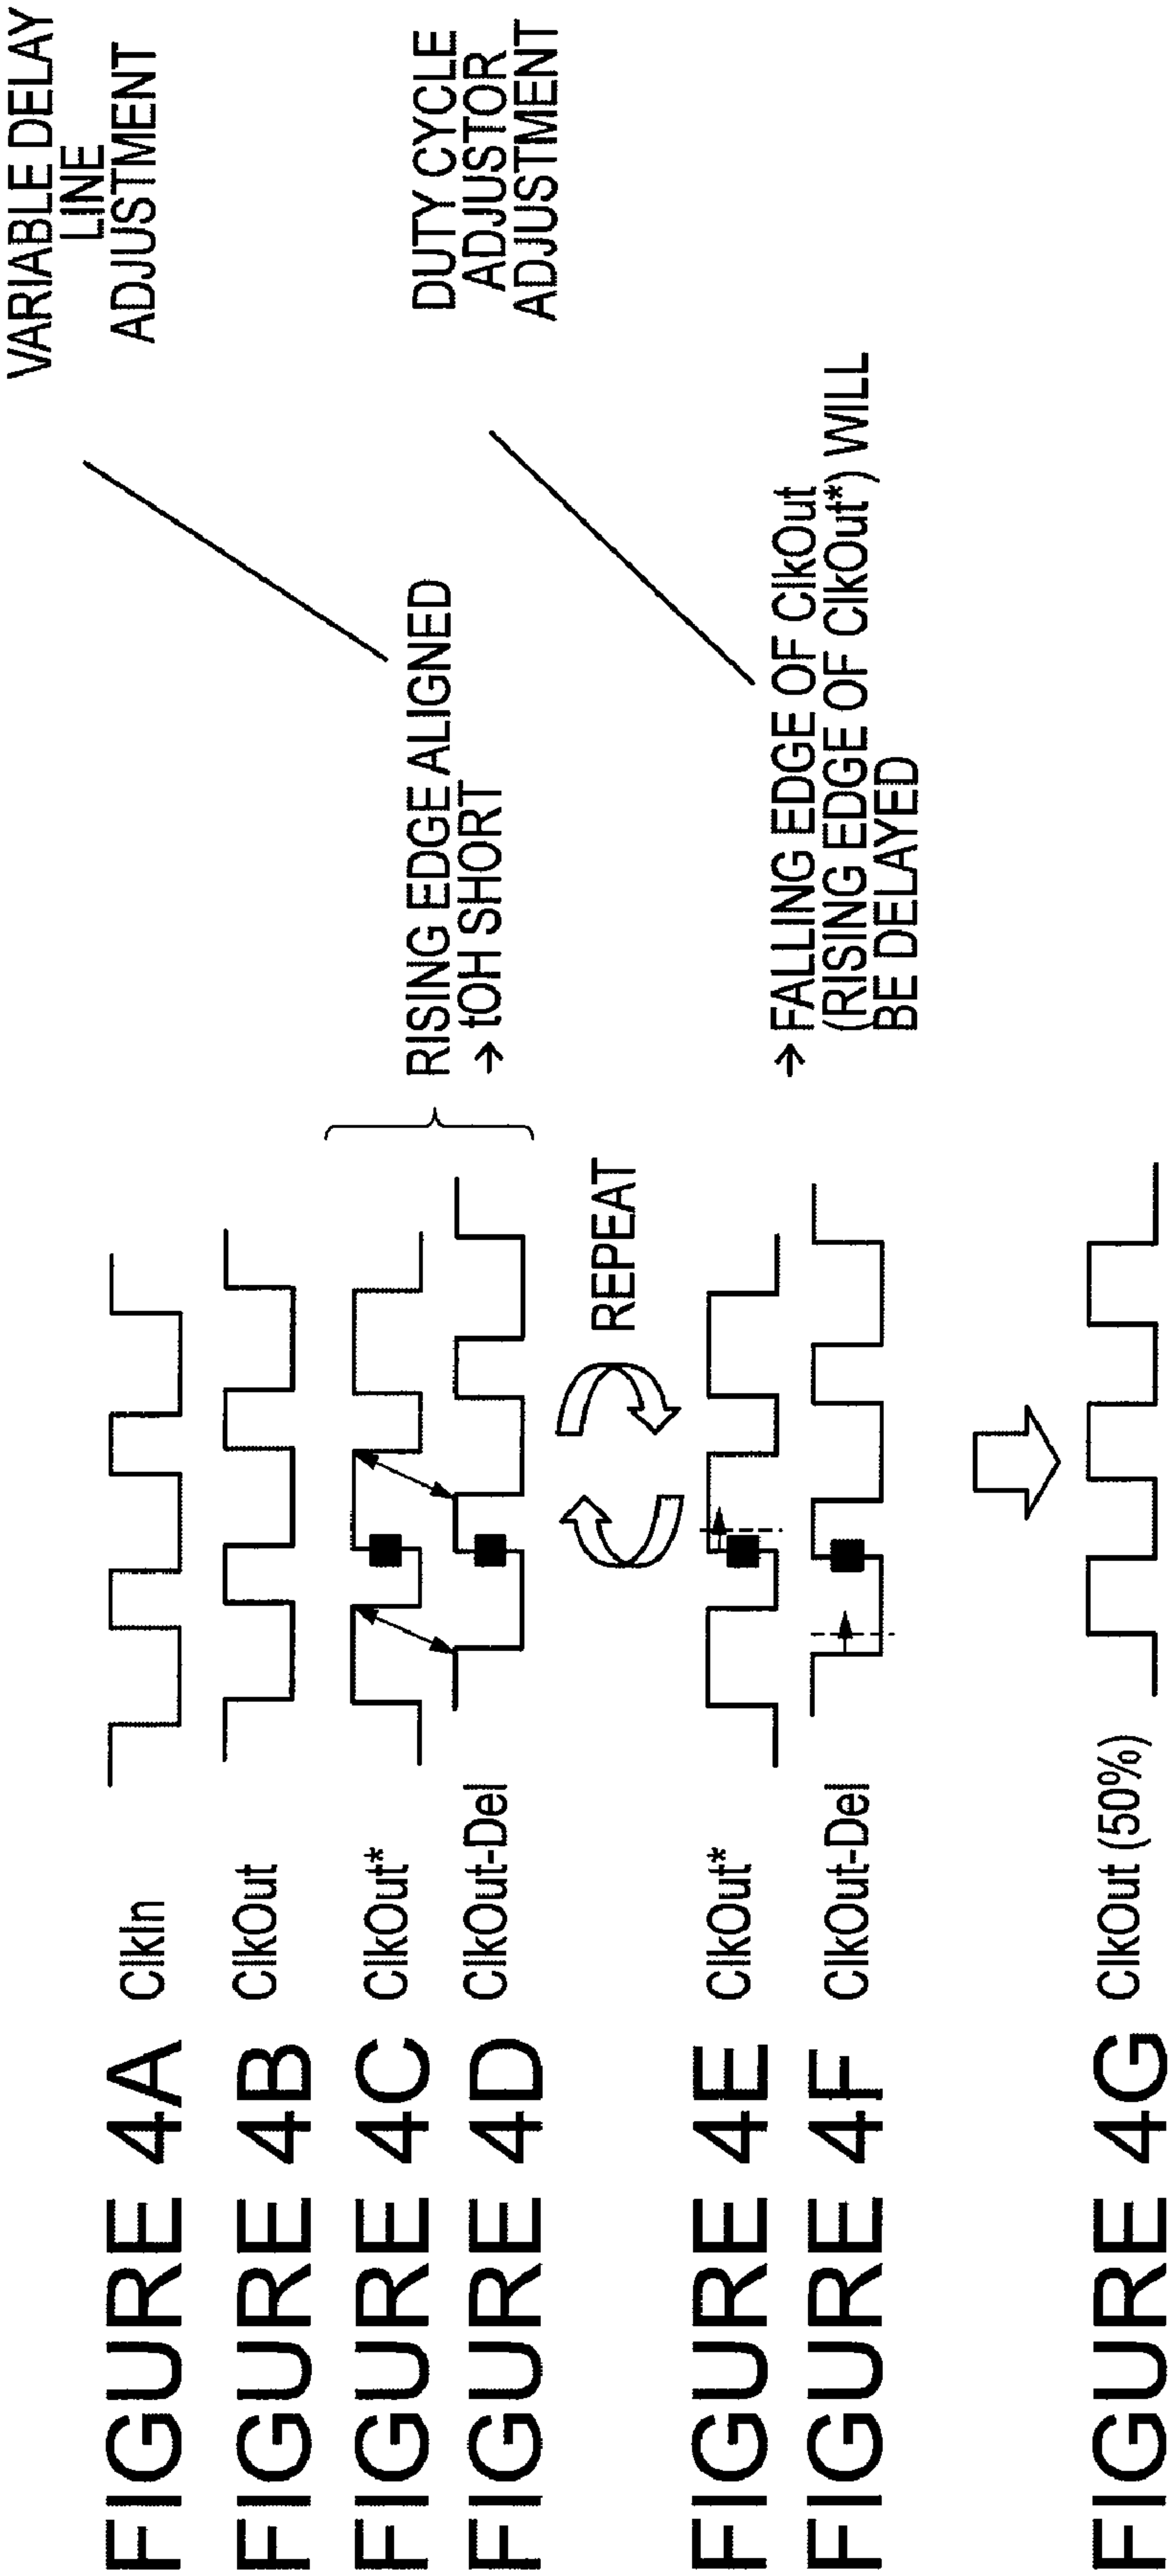 VARIABLE DELAY
LINE
ADJUSTMENT
DUTY CYCLE
ADJUSTOR
ADJUSTMENT
FIGURE 4A ClkIn
FIGURE 4B ClkOut
FIGURE 4C ClkOut*
FIGURE 4D ClkOut-Del
RISING EDGE ALIGNED
→ tOH SHORT
REPEAT
FIGURE 4E ClkOut*
FIGURE 4F ClkOut-Del
→ FALLING EDGE OF ClkOut
(RISING EDGE OF ClkOut*) WILL
BE DELAYED
FIGURE 4G ClkOut (50%)